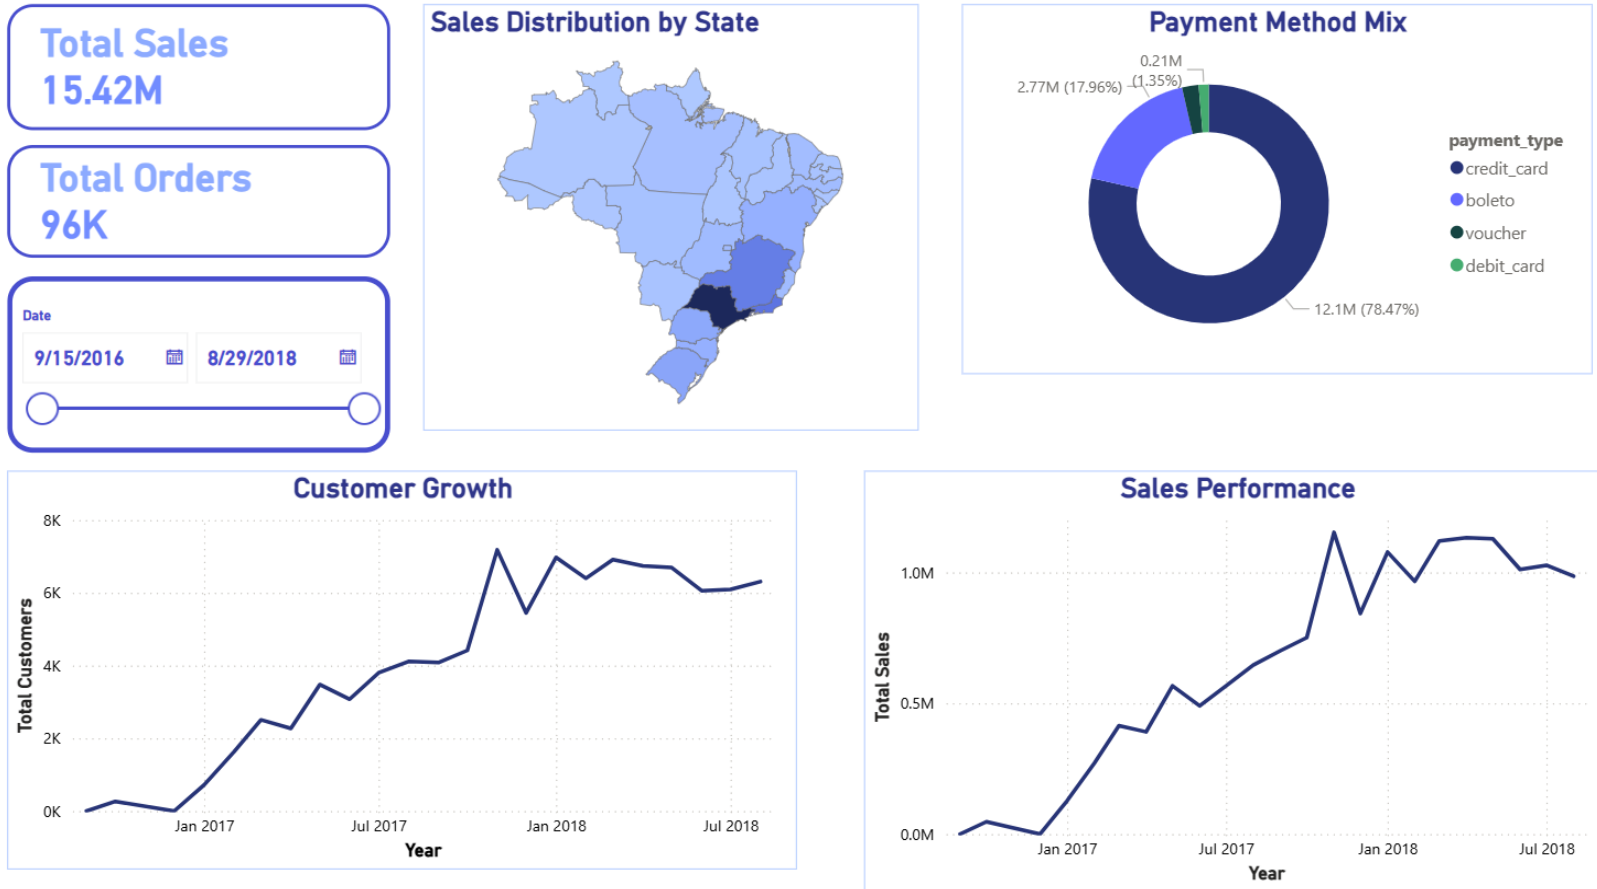 Total Sales
15.42M
Total Orders
96K
Date
9/15/2016
8/29/2018
Sales Distribution by State
Payment Method Mix
0.21M
(1.35%)
2.77M (17.96%)
12.1M (78.47%)
payment_type
credit_card
boleto
voucher
debit_card
Customer Growth
Total Customers
8K
6K
4K
2K
0K
Jan 2017
Jul 2017
Jan 2018
Jul 2018
Year
Sales Performance
Total Sales
1.0M
0.5M
0.0M
Jan 2017
Jul 2017
Jan 2018
Jul 2018
Year